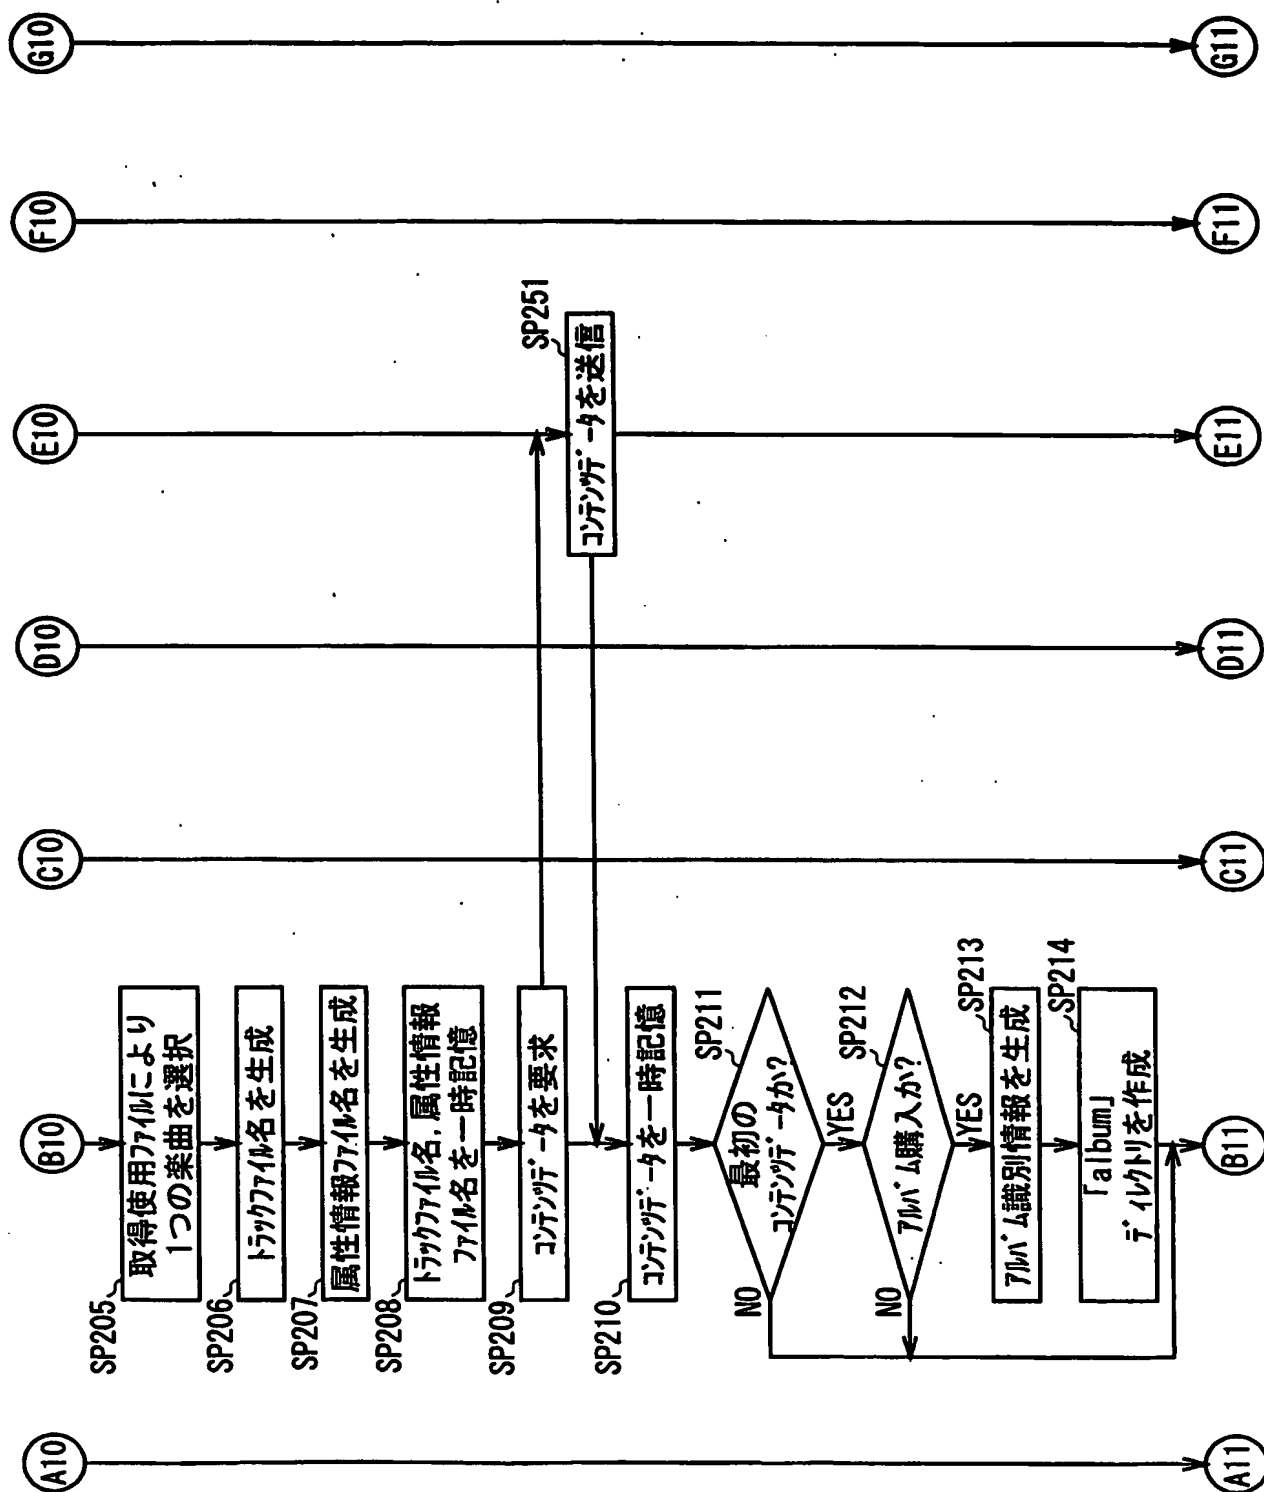 A10
B10
C10
D10
E10
F10
G10
SP205
取得使用ファイルにより
1つの楽曲を選択
SP206
トラックファイル名を生成
SP207
属性情報ファイル名を生成
SP208
トラックファイル名,属性情報
ファイル名を一時記憶
SP209
コンテンツデータを要求
SP251
コンテンツデータを送信
SP210
コンテンツデータを一時記憶
SP211
最初の
コンテンツデータか?
NO
YES
SP212
アルバム購入か?
NO
YES
SP213
アルバム識別情報を生成
SP214
「album」
ディレクトリを作成
A11
B11
C11
D11
E11
F11
G11